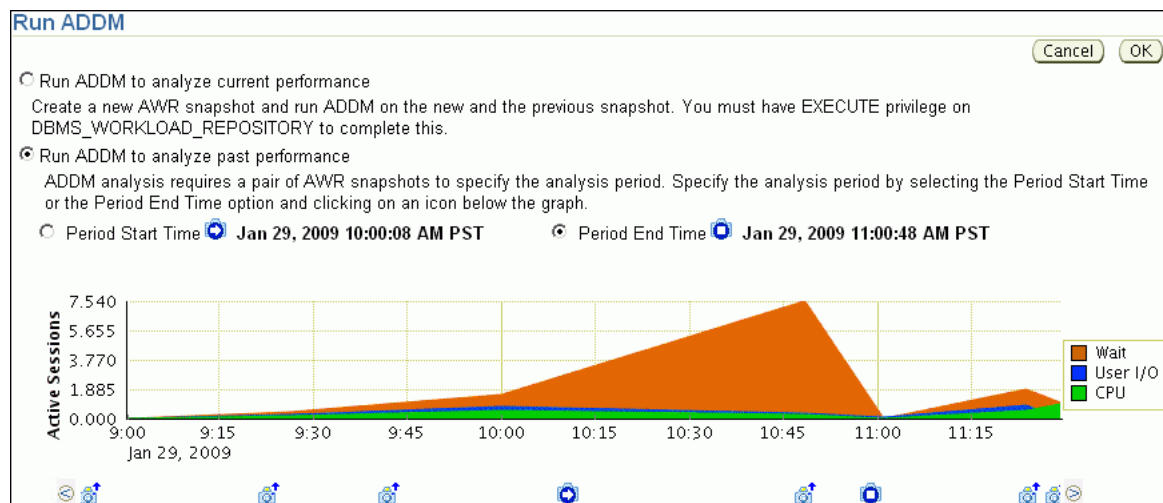 Run ADDM
Cancel OK
Run ADDM to analyze current performance
Create a new AWR snapshot and run ADDM on the new and the previous snapshot. You must have EXECUTE privilege on
DBMS_WORKLOAD_REPOSITORY to complete this.
Run ADDM to analyze past performance
ADDM analysis requires a pair of AWR snapshots to specify the analysis period. Specify the analysis period by selecting the Period Start Time
or the Period End Time option and clicking on an icon below the graph.
Period Start Time Jan 29, 2009 10:00:08 AM PST Period End Time Jan 29, 2009 11:00:48 AM PST
Active Sessions
7.540
5.655
3.770
1.885
0.000
9:00 9:15 9:30 9:45 10:00 10:15 10:30 10:45 11:00 11:15
Jan 29, 2009
Wait
User I/O
CPU